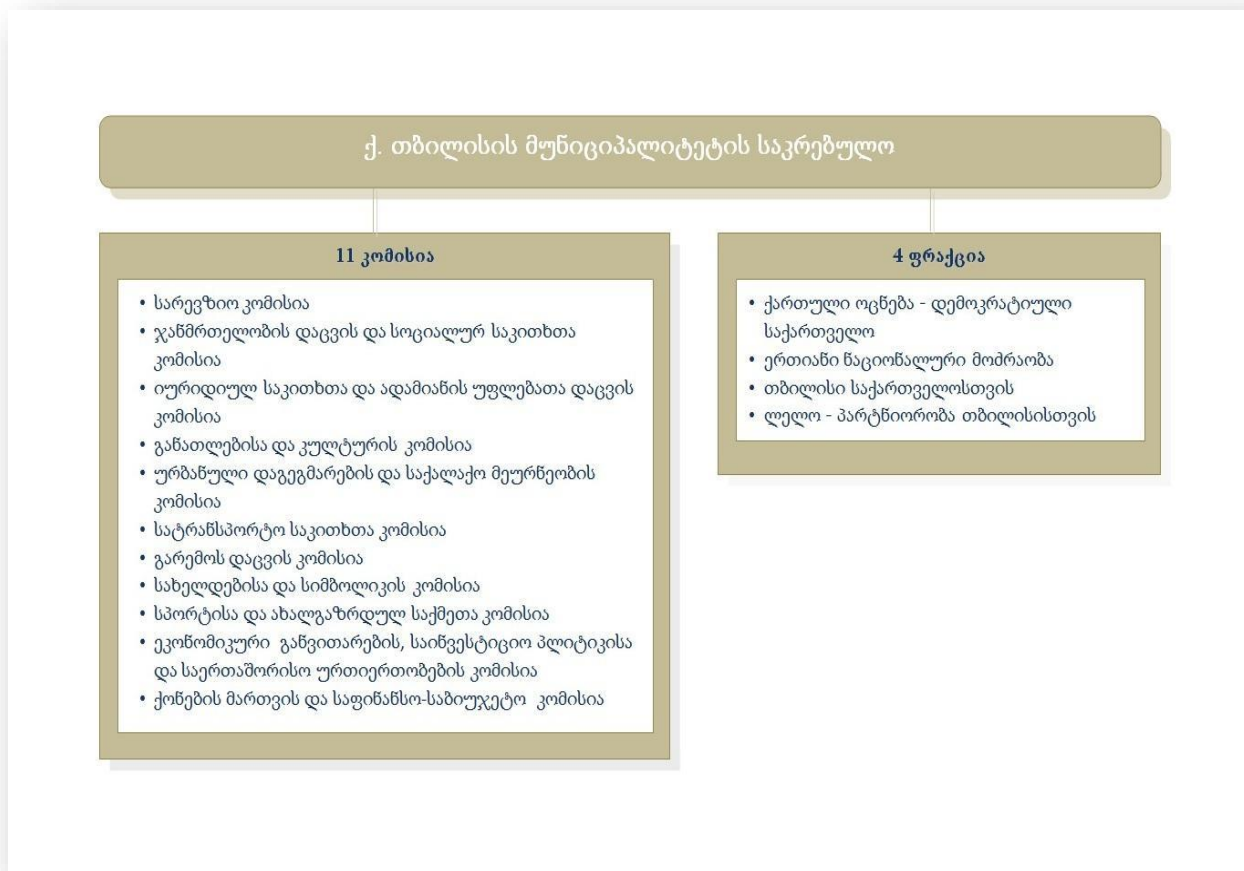 ქ. თბილისის მუნიციპალიტეტის საკრებულო
11 კომისია
• სარევზიო კომისია
• ჯანმრთელობის დაცვის და სოციალურ საკითხთა
კომისია
• იურიდიულ საკითხთა და ადამიანის უფლებათა დაცვის
კომისია
• განათლებისა და კულტურის კომისია
• ურბანული დაგეგმარების და საქალაქო მეურნეობის
კომისია
• სატრანსპორტო საკითხთა კომისია
• გარემოს დაცვის კომისია
• სახელდებისა და სიმბოლიკის კომისია
• სპორტისა და ახალგაზრდულ საქმეთა კომისია
• ეკონომიკური განვითარების, საინვესტიციო პლიტიკისა
და საერთაშორისო ურთიერთობების კომისია
• ქონების მართვის და საფინანსო-საბიუჯეტო კომისია
4 ფრაქცია
• ქართული ოცნება - დემოკრატიული
საქართველო
• ერთიანი ნაციონალური მოძრაობა
• თბილისი საქართველოსთვის
• ლელო - პარტნიორობა თბილისისთვის